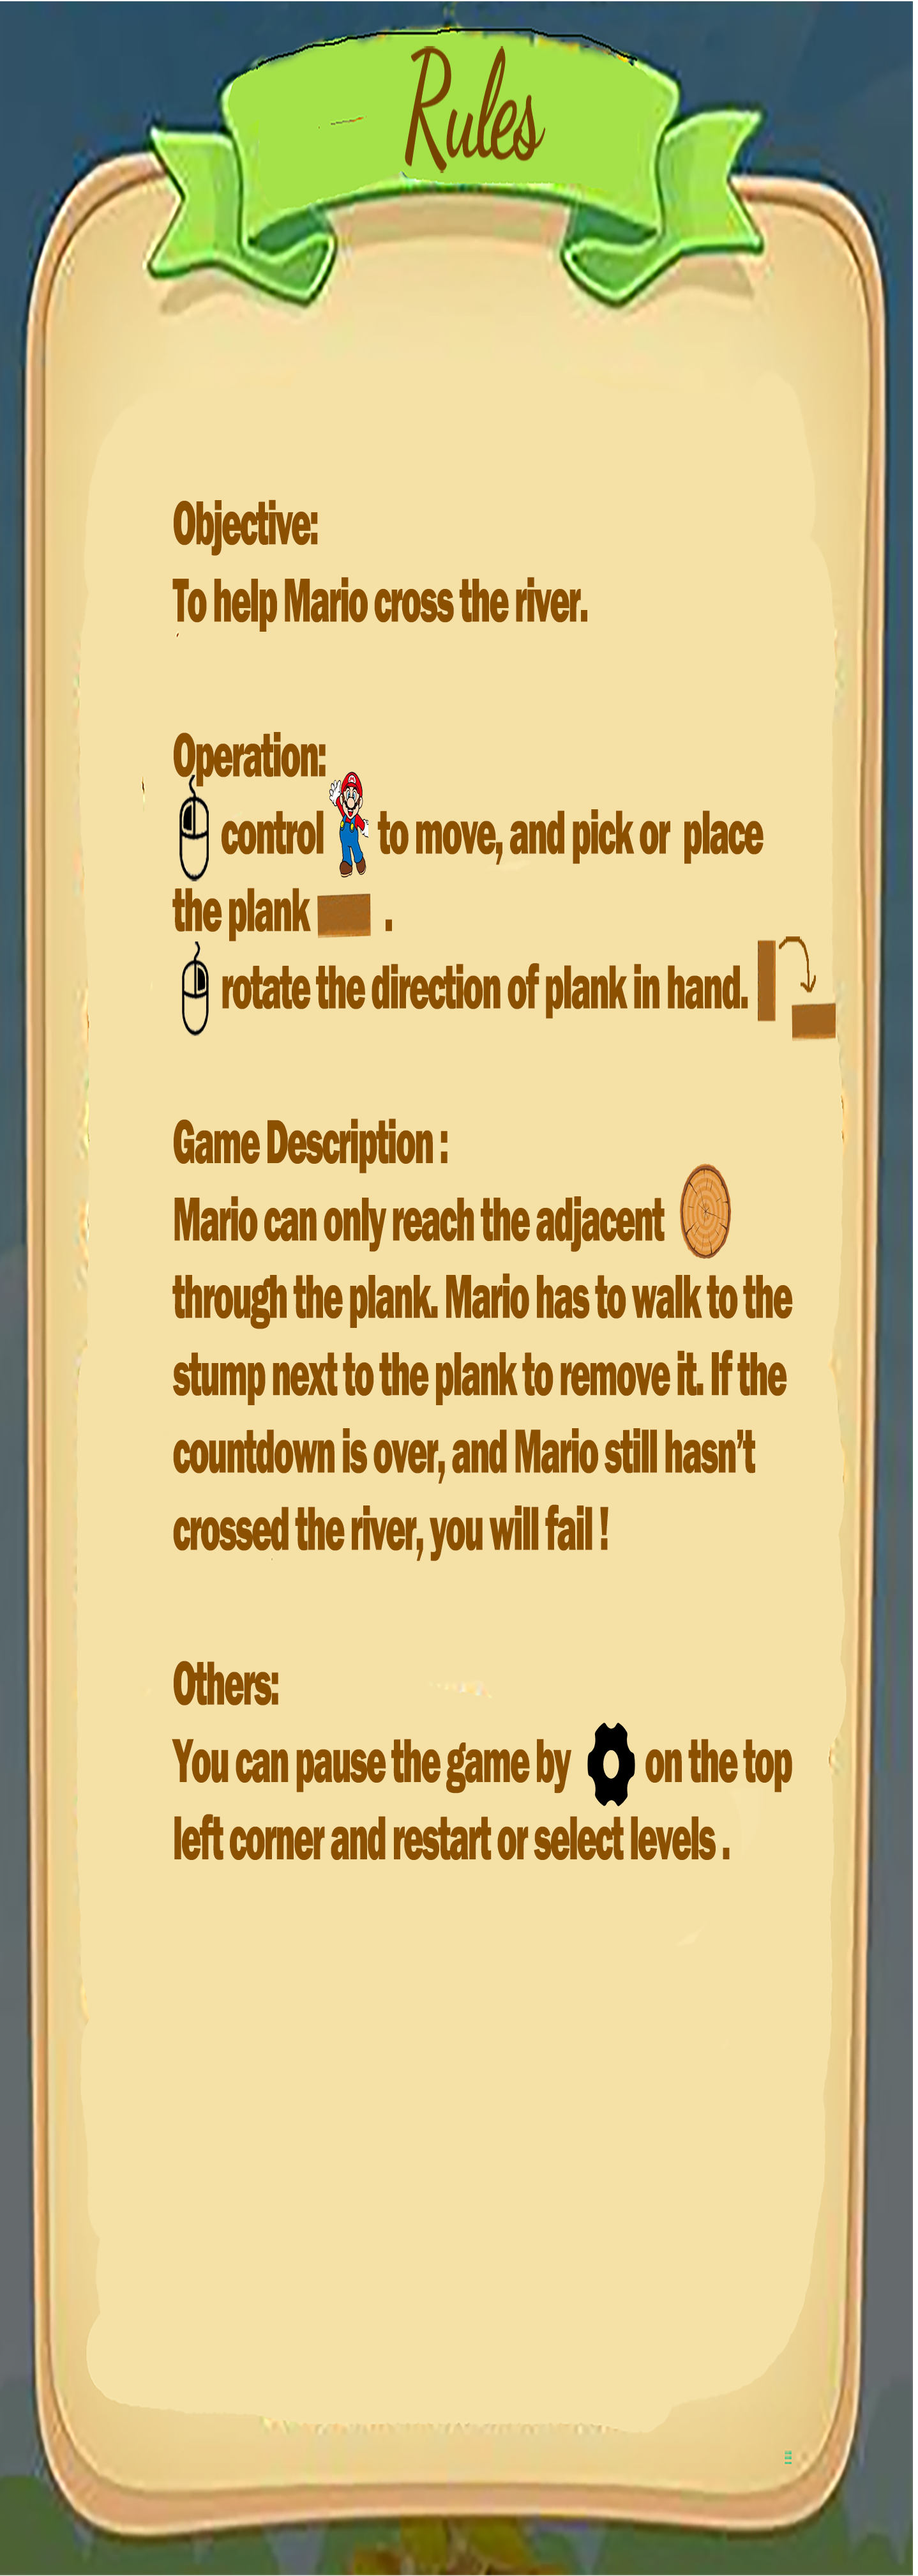 Rules
Objective:
To help Mario cross the river.
Operation:
control to move, and pick or place
the plank .
rotate the direction of plank in hand.
Game Description :
Mario can only reach the adjacent
through the plank. Mario has to walk to the
stump next to the plank to remove it. If the
countdown is over, and Mario still hasn't
crossed the river, you will fail !
Others:
You can pause the game by on the top
left corner and restart or select levels .